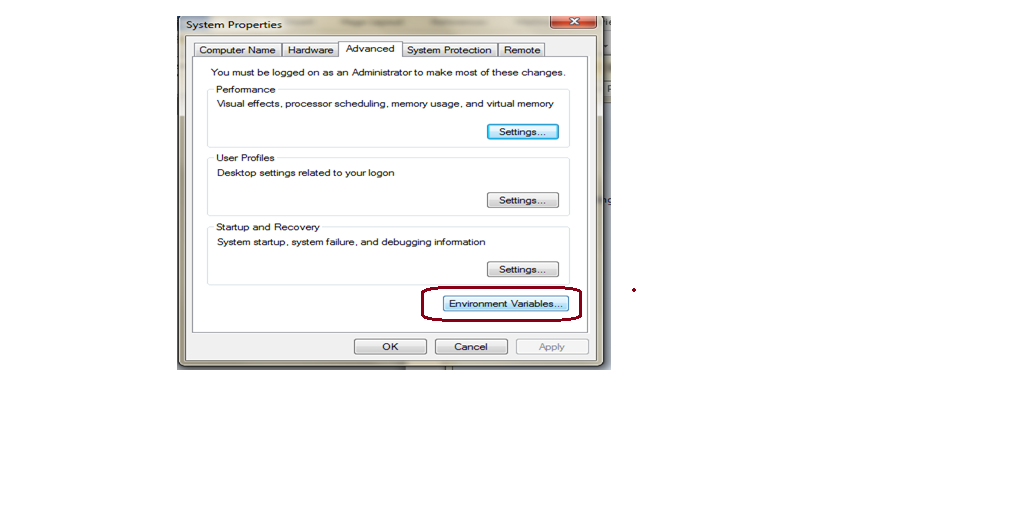 System Properties
Computer Name Hardware Advanced System Protection Remote
You must be logged on as an Administrator to make most of these changes.
Performance
Visual effects, processor scheduling, memory usage, and virtual memory
Settings...
User Profiles
Desktop settings related to your logon
Settings...
Startup and Recovery
System startup, system failure, and debugging information
Settings...
Environment Variables...
OK Cancel Apply